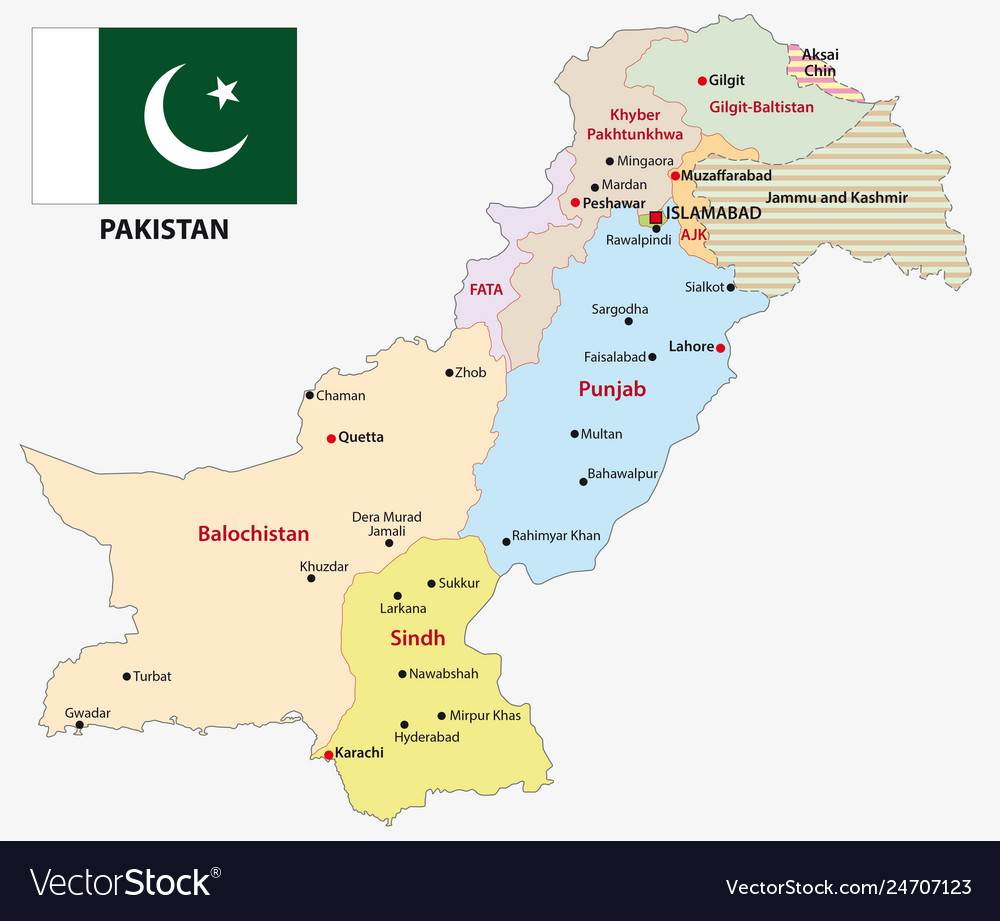 PAKISTAN
Aksai
Chin
Gilgit
Gilgit-Baltistan
Khyber
Pakhtunkhwa
Mingaora
Mardan
Peshawar
Muzaffarabad
Jammu and Kashmir
ISLAMABAD
Rawalpindi
AJK
FATA
Sialkot
Sargodha
Lahore
Faisalabad
Zhob
Punjab
Chaman
Quetta
Multan
Bahawalpur
Balochistan
Dera Murad
Jamali
Rahimyar Khan
Khuzdar
Sukkur
Larkana
Sindh
Turbat
Nawabshah
Gwadar
Mirpur Khas
Hyderabad
Karachi
VectorStock®
VectorStock.com/24707123